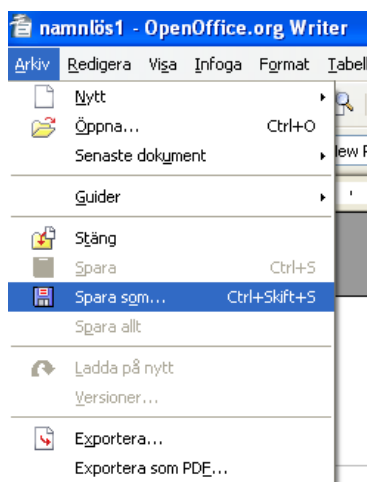 namnlös1 - OpenOffice.org Writer
Arkiv Redigera Visa Infoga Format Tabell
Nytt
Öppna... Ctrl+O
Senaste dokument
Guider
Stäng
Spara Ctrl+S
Spara som... Ctrl+Skift+S
Spara allt
Ladda på nytt
Versioner...
Exportera...
Exportera som PDF...